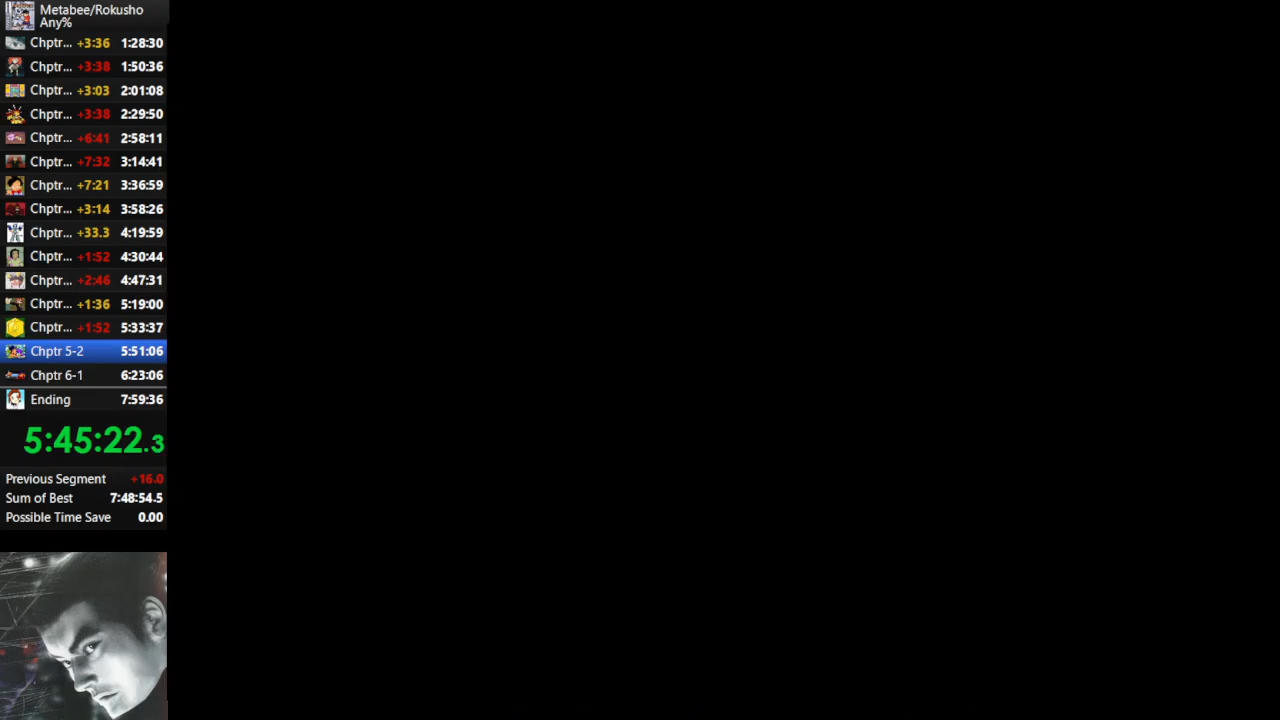 Metabee/Rokusho
Any%
Chptr... +3:36 1:28:30
Chptr... +3:38 1:50:36
Chptr... +3:03 2:01:08
Chptr... +3:38 2:29:50
Chptr... +6:41 2:58:11
Chptr... +7:32 3:14:41
Chptr... +7:21 3:36:59
Chptr... +3:14 3:58:26
Chptr... +33.3 4:19:59
Chptr... +1:52 4:30:44
Chptr... +2:46 4:47:31
Chptr... +1:36 5:19:00
Chptr... +1:52 5:33:37
Chptr 5-2 5:51:06
Chptr 6-1 6:23:06
Ending 7:59:36
5:45:22.3
Previous Segment +16.0
Sum of Best 7:48:54.5
Possible Time Save 0.00